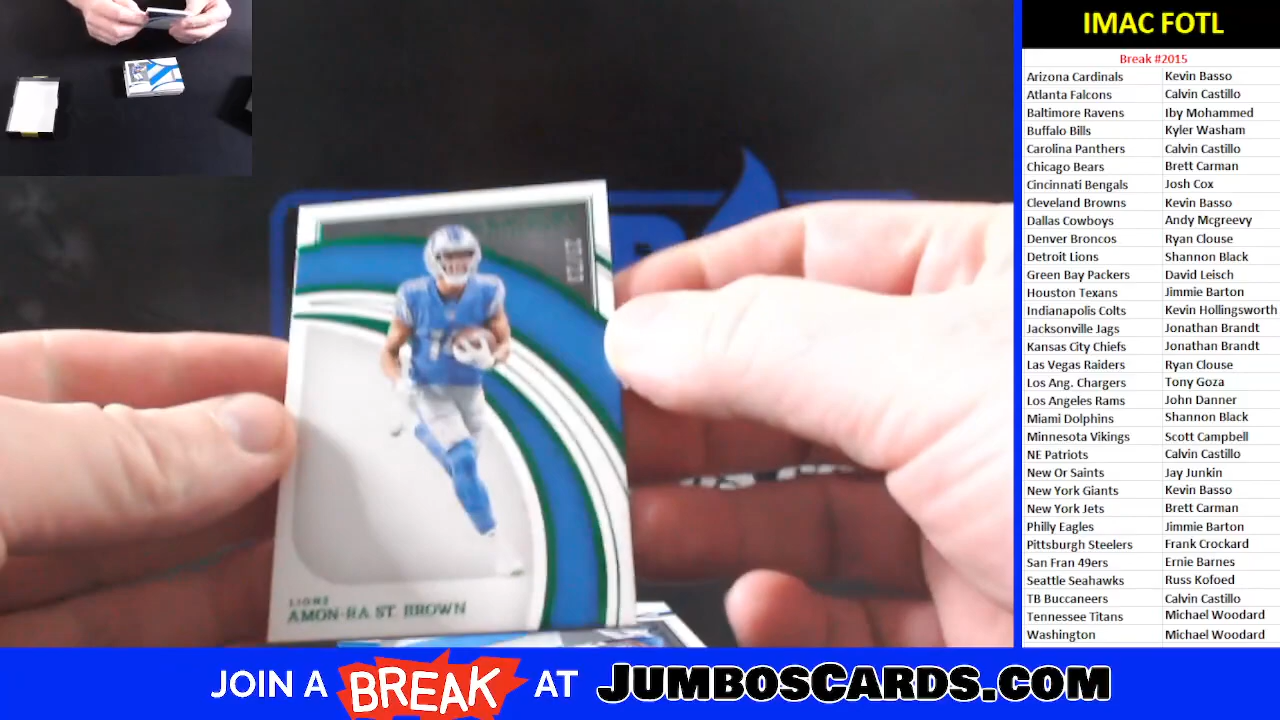 IMAC FOTL
Break #2015
Arizona Cardinals Kevin Basso
Atlanta Falcons Calvin Castillo
Baltimore Ravens Iby Mohammed
Buffalo Bills Kyler Washam
Carolina Panthers Calvin Castillo
Chicago Bears Brett Carman
Cincinnati Bengals Josh Cox
Cleveland Browns Kevin Basso
Dallas Cowboys Andy Mcgreevy
Denver Broncos Ryan Clouse
Detroit Lions Shannon Black
Green Bay Packers David Leisch
Houston Texans Jimmie Barton
Indianapolis Colts Kevin Hollingsworth
Jacksonville Jags Jonathan Brandt
Kansas City Chiefs Jonathan Brandt
Las Vegas Raiders Ryan Clouse
Los Ang. Chargers Tony Goza
Los Angeles Rams John Danner
Miami Dolphins Shannon Black
Minnesota Vikings Scott Campbell
NE Patriots Calvin Castillo
New Or Saints Jay Junkin
New York Giants Kevin Basso
New York Jets Brett Carman
Philly Eagles Jimmie Barton
Pittsburgh Steelers Frank Crockard
San Fran 49ers Ernie Barnes
Seattle Seahawks Russ Kofoed
TB Buccaneers Calvin Castillo
Tennessee Titans Michael Woodard
Washington Michael Woodard
LIONS
AMON-RA ST. BROWN
JOIN A BREAK AT JUMBOSCARDS.COM